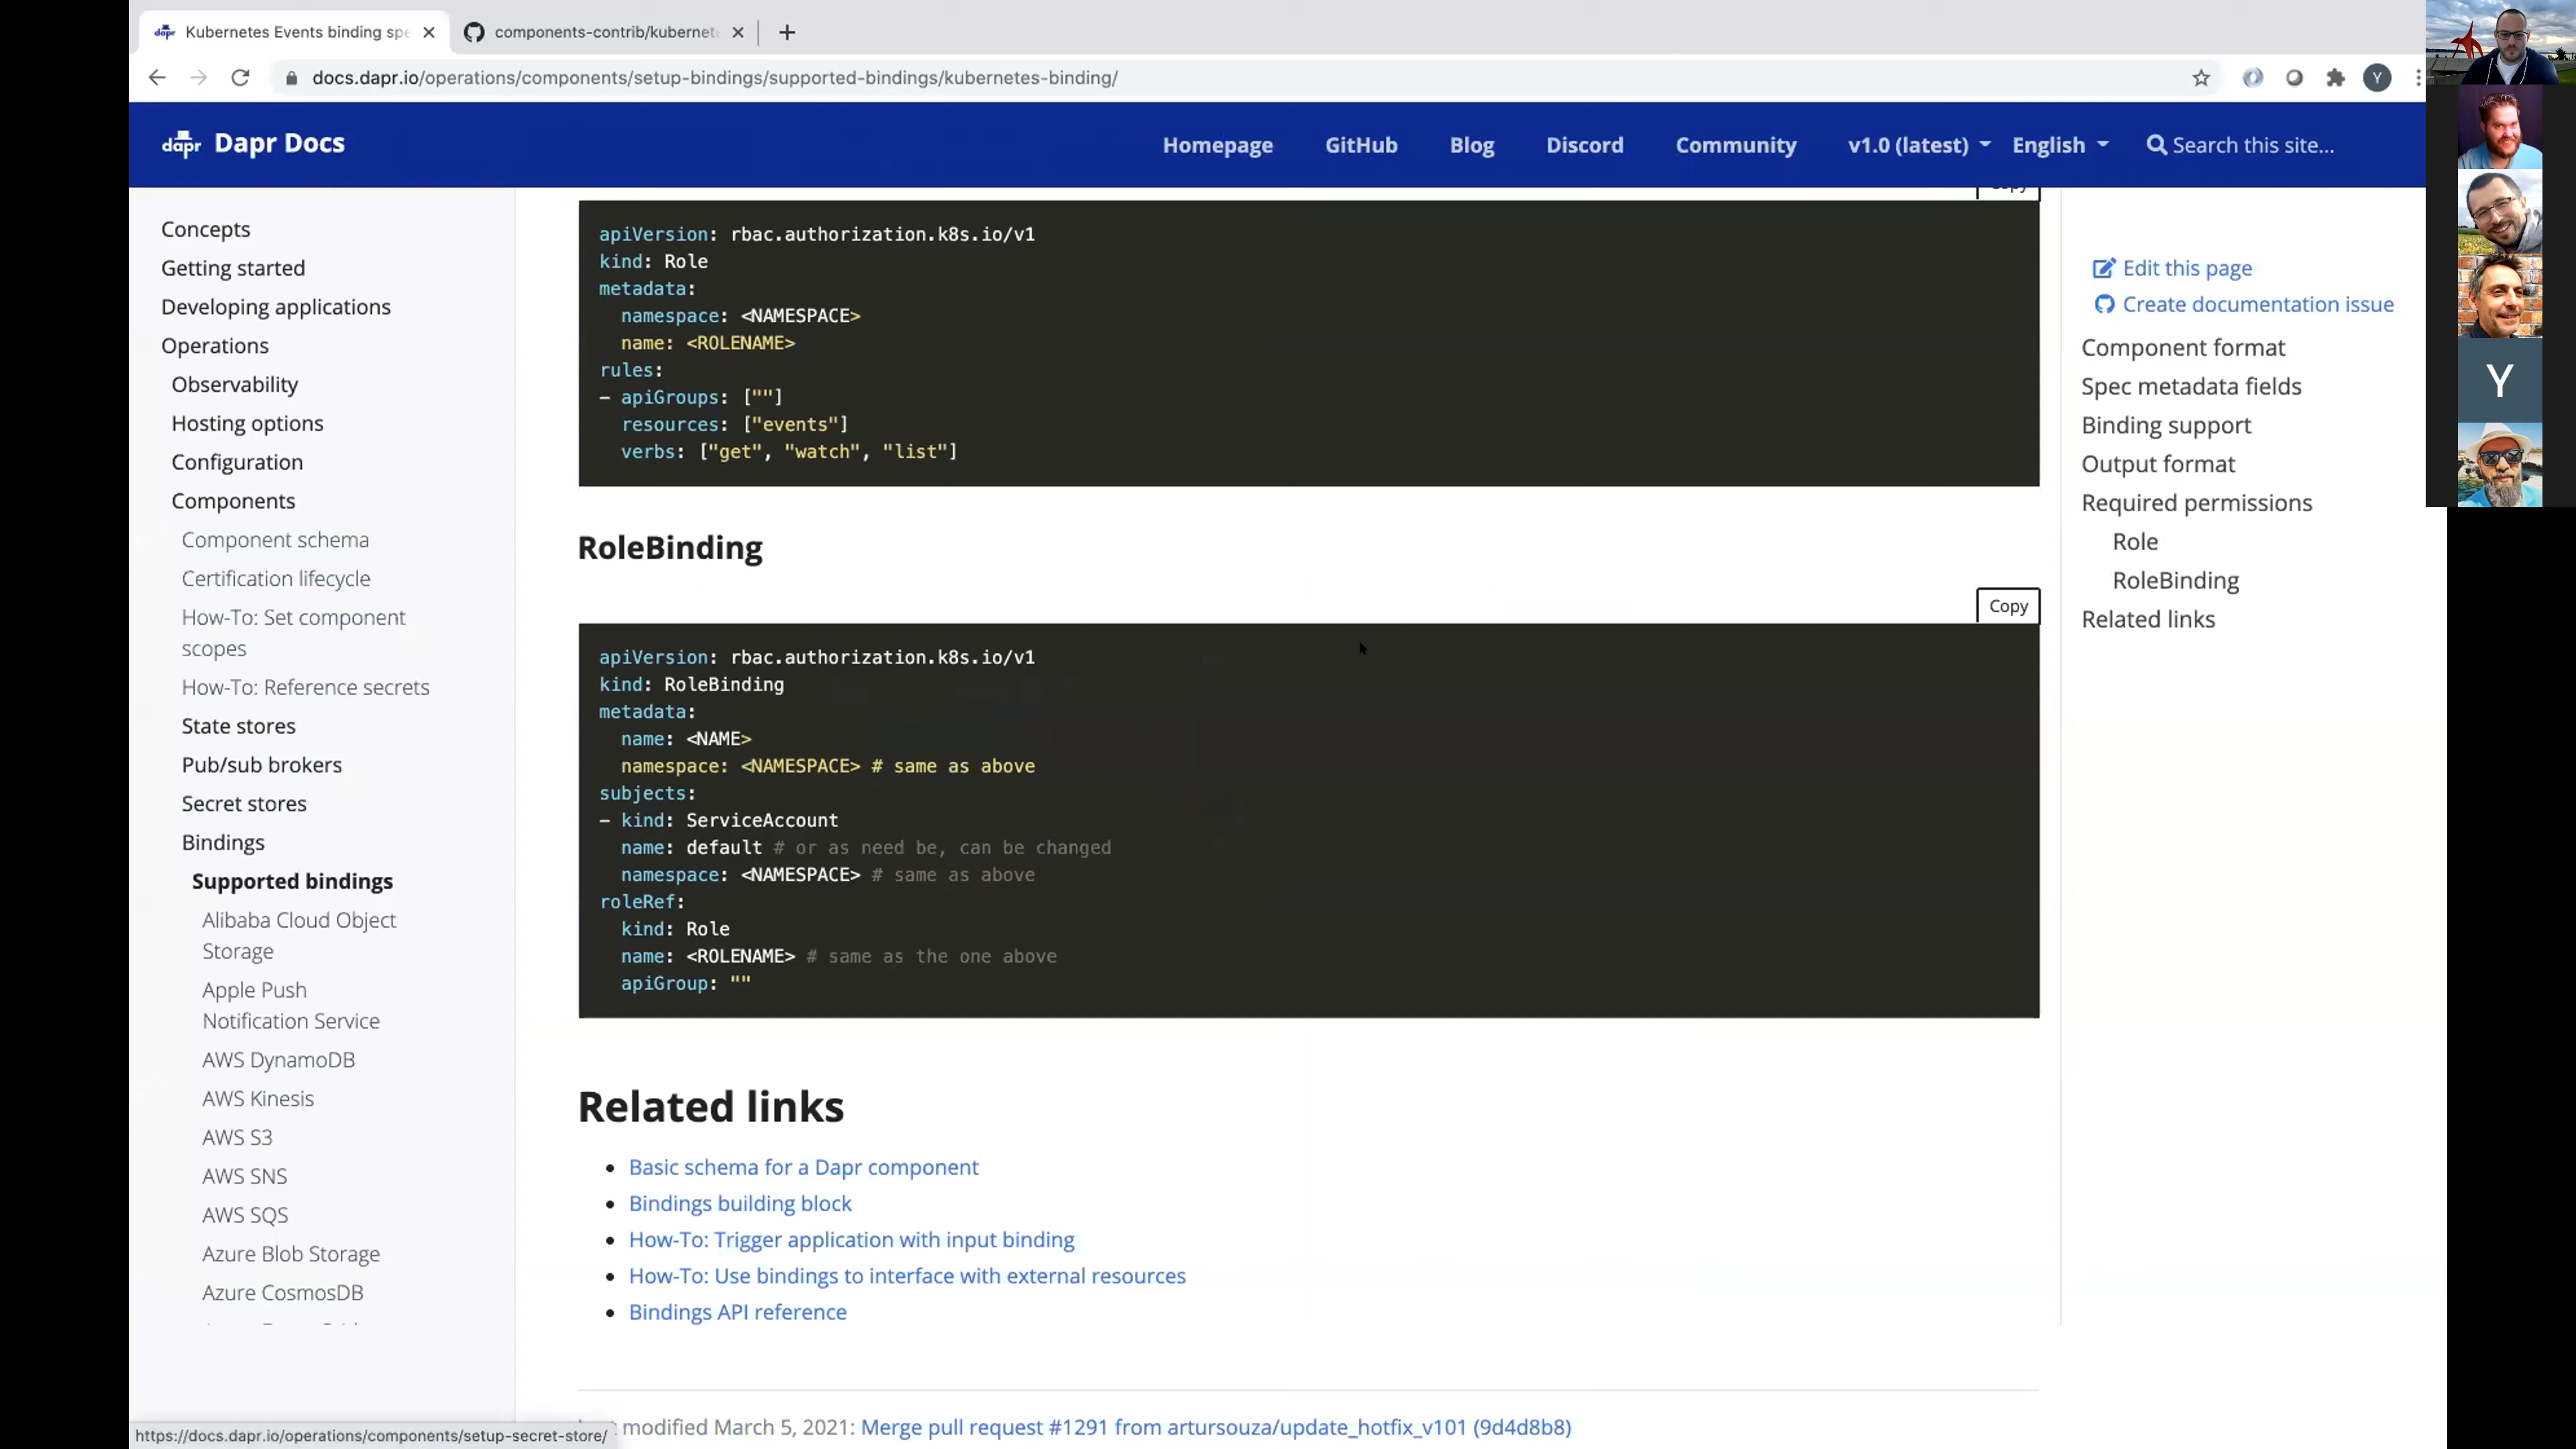 Kubernetes Events binding spe
components-contrib/kubernet
docs.dapr.io/operations/components/setup-bindings/supported-bindings/kubernetes-binding/
Y
dapr Dapr Docs
Homepage
GitHub
Blog
Discord
Community
v1.0 (latest)
English
Search this site...
Concepts
Getting started
Developing applications
Operations
Observability
Hosting options
Configuration
Components
Component schema
Certification lifecycle
How-To: Set component
scopes
How-To: Reference secrets
State stores
Pub/sub brokers
Secret stores
Bindings
Supported bindings
Alibaba Cloud Object
Storage
Apple Push
Notification Service
AWS DynamoDB
AWS Kinesis
AWS S3
AWS SNS
AWS SQS
Azure Blob Storage
Azure CosmosDB
apiVersion: rbac.authorization.k8s.io/v1
kind: Role
metadata:
namespace: <NAMESPACE>
name: <ROLENAME>
rules:
- apiGroups: [""]
resources: ["events"]
verbs: ["get", "watch", "list"]
RoleBinding
Copy
apiVersion: rbac.authorization.k8s.io/v1
kind: RoleBinding
metadata:
name: <NAME>
namespace: <NAMESPACE> # same as above
subjects:
- kind: ServiceAccount
name: default # or as need be, can be changed
namespace: <NAMESPACE> # same as above
roleRef:
kind: Role
name: <ROLENAME> # same as the one above
apiGroup: ""
Related links
Basic schema for a Dapr component
Bindings building block
How-To: Trigger application with input binding
How-To: Use bindings to interface with external resources
Bindings API reference
modified March 5, 2021: Merge pull request #1291 from artursouza/update_hotfix_v101 (9d4d8b8)
https://docs.dapr.io/operations/components/setup-secret-store/
Edit this page
Create documentation issue
Component format
Spec metadata fields
Binding support
Output format
Required permissions
Role
RoleBinding
Related links
Y